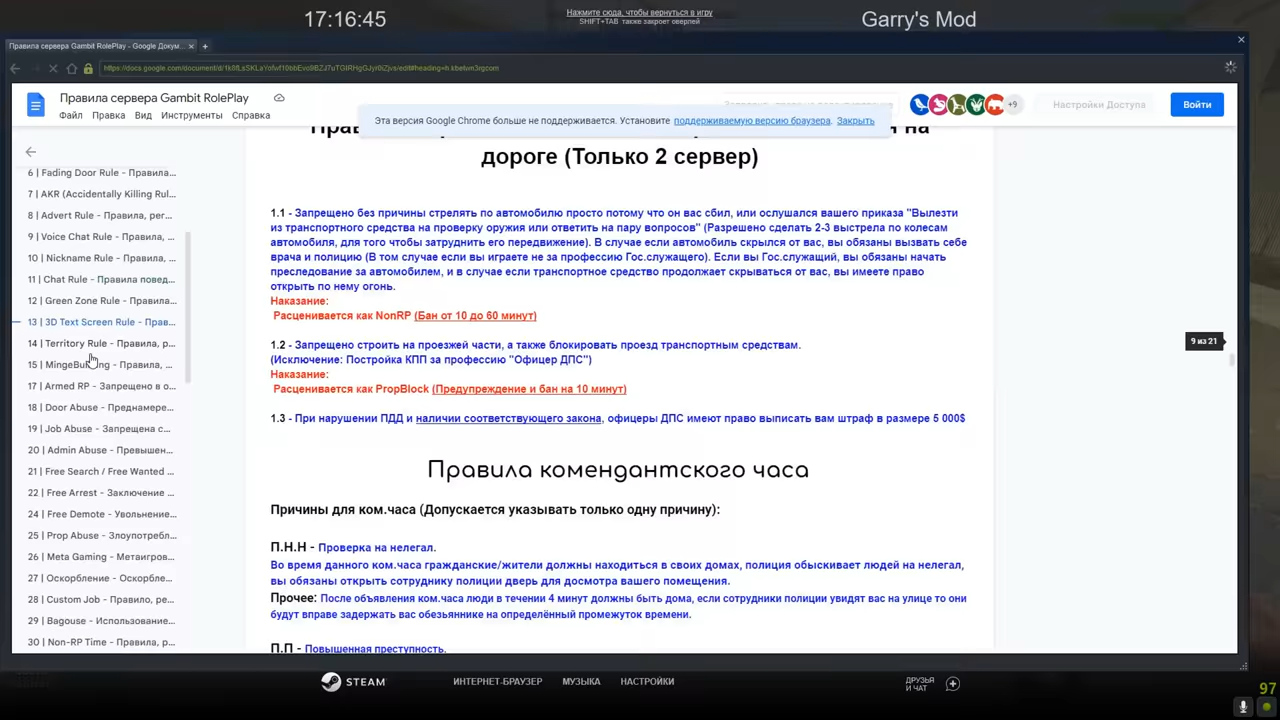 17:16:45
Нажмите сюда, чтобы вернуться в игру
SHIFT+TAB также закроет оверлей
Garry's Mod
Правила сервера Gambit RolePlay - Google Докум...
Правила сервера Gambit RolePlay
Файл Правка Вид Инструменты Справка
Эта версия Google Chrome больше не поддерживается. Установите поддерживаемую версию браузера. Закрыть
+9
Настройки Доступа
Войти
дороге (Только 2 сервер)
6 | Fading Door Rule - Правила...
7 | AKR (Accidentally Killing Rul...
8 | Advert Rule - Правила, рег...
9 | Voice Chat Rule - Правила, ...
10 | Nickname Rule - Правила, ...
11 | Chat Rule - Правила повед...
12 | Green Zone Rule - Правила...
13 | 3D Text Screen Rule - Прав...
14 | Territory Rule - Правила, р...
17 | Armed RP - Запрещено в о...
18 | Door Abuse - Преднамере...
19 | Job Abuse - Запрещена с...
20 | Admin Abuse - Превышен...
21 | Free Search / Free Wanted ...
22 | Free Arrest - Заключение ...
24 | Free Demote - Увольнение...
25 | Prop Abuse - Злоупотребл...
26 | Meta Gaming - Метаигров...
27 | Оскорбление - Оскорбле...
28 | Custom Job - Правило, ре...
29 | Bagouse - Использование...
30 | Non-RP Time - Правила, р...
1.1 - Запрещено без причины стрелять по автомобилю просто потому что он вас сбил, или ослушался вашего приказа "Вылезти
из транспортного средства на проверку оружия или ответить на пару вопросов" (Разрешено сделать 2-3 выстрела по колесам
автомобиля, для того чтобы затруднить его передвижение). В случае если автомобиль скрылся от вас, вы обязаны вызвать себе
врача и полицию (В том случае если вы играете не за профессию Гос.служащего). Если вы Гос.служащий, вы обязаны начать
преследование за автомобилем, и в случае если транспортное средство продолжает скрываться от вас, вы имеете право
открыть по нему огонь.
Наказание:
Расценивается как NonRP (Бан от 10 до 60 минут)
1.2 - Запрещено строить на проезжей части, а также блокировать проезд транспортным средствам.
(Исключение: Постройка КПП за профессию "Офицер ДПС")
Наказание:
Расценивается как PropBlock (Предупреждение и бан на 10 минут)
1.3 - При нарушении ПДД и наличии соответствующего закона, офицеры ДПС имеют право выписать вам штраф в размере 5 000$
9 из 21
Правила комендантского часа
Причины для ком.часа (Допускается указывать только одну причину):
П.Н.Н - Проверка на нелегал.
Во время данного ком.часа гражданские/жители должны находиться в своих домах, полиция обыскивает людей на нелегал,
вы обязаны открыть сотруднику полиции дверь для досмотра вашего помещения.
Прочее: После объявления ком.часа люди в течении 4 минут должны быть дома, если сотрудники полиции увидят вас на улице то они
будут вправе задержать вас обезьяннике на определённый промежуток времени.
П.П - Повышенная преступность.
STEAM
ИНТЕРНЕТ-БРАУЗЕР МУЗЫКА НАСТРОЙКИ
ДРУЗЬЯ
И ЧАТ
97